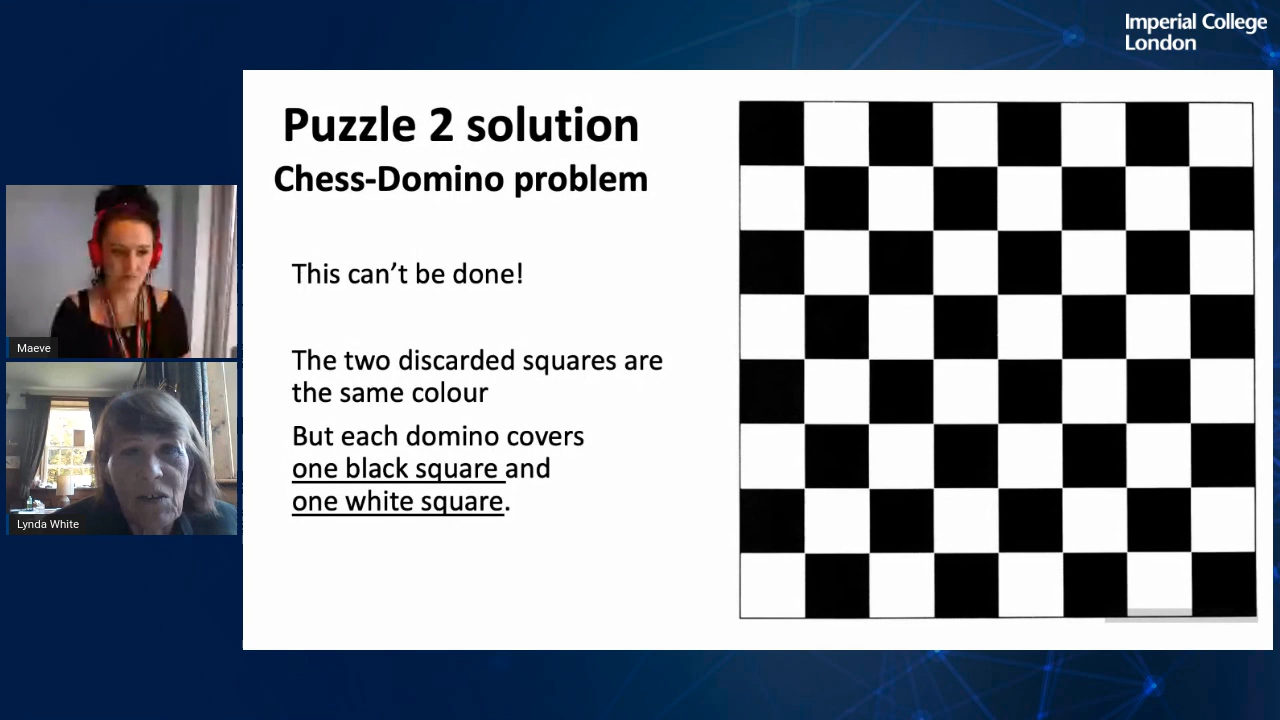 Imperial College
London
Puzzle 2 solution
Chess-Domino problem
This can’t be done!
The two discarded squares are
the same colour
But each domino covers
one black square and
one white square.
Maeve
Lynda White